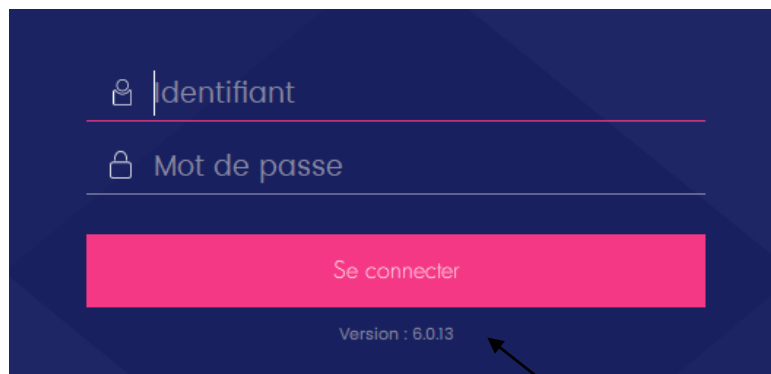 Identifiant
Mot de passe
Se connecter
Version : 6.0.13